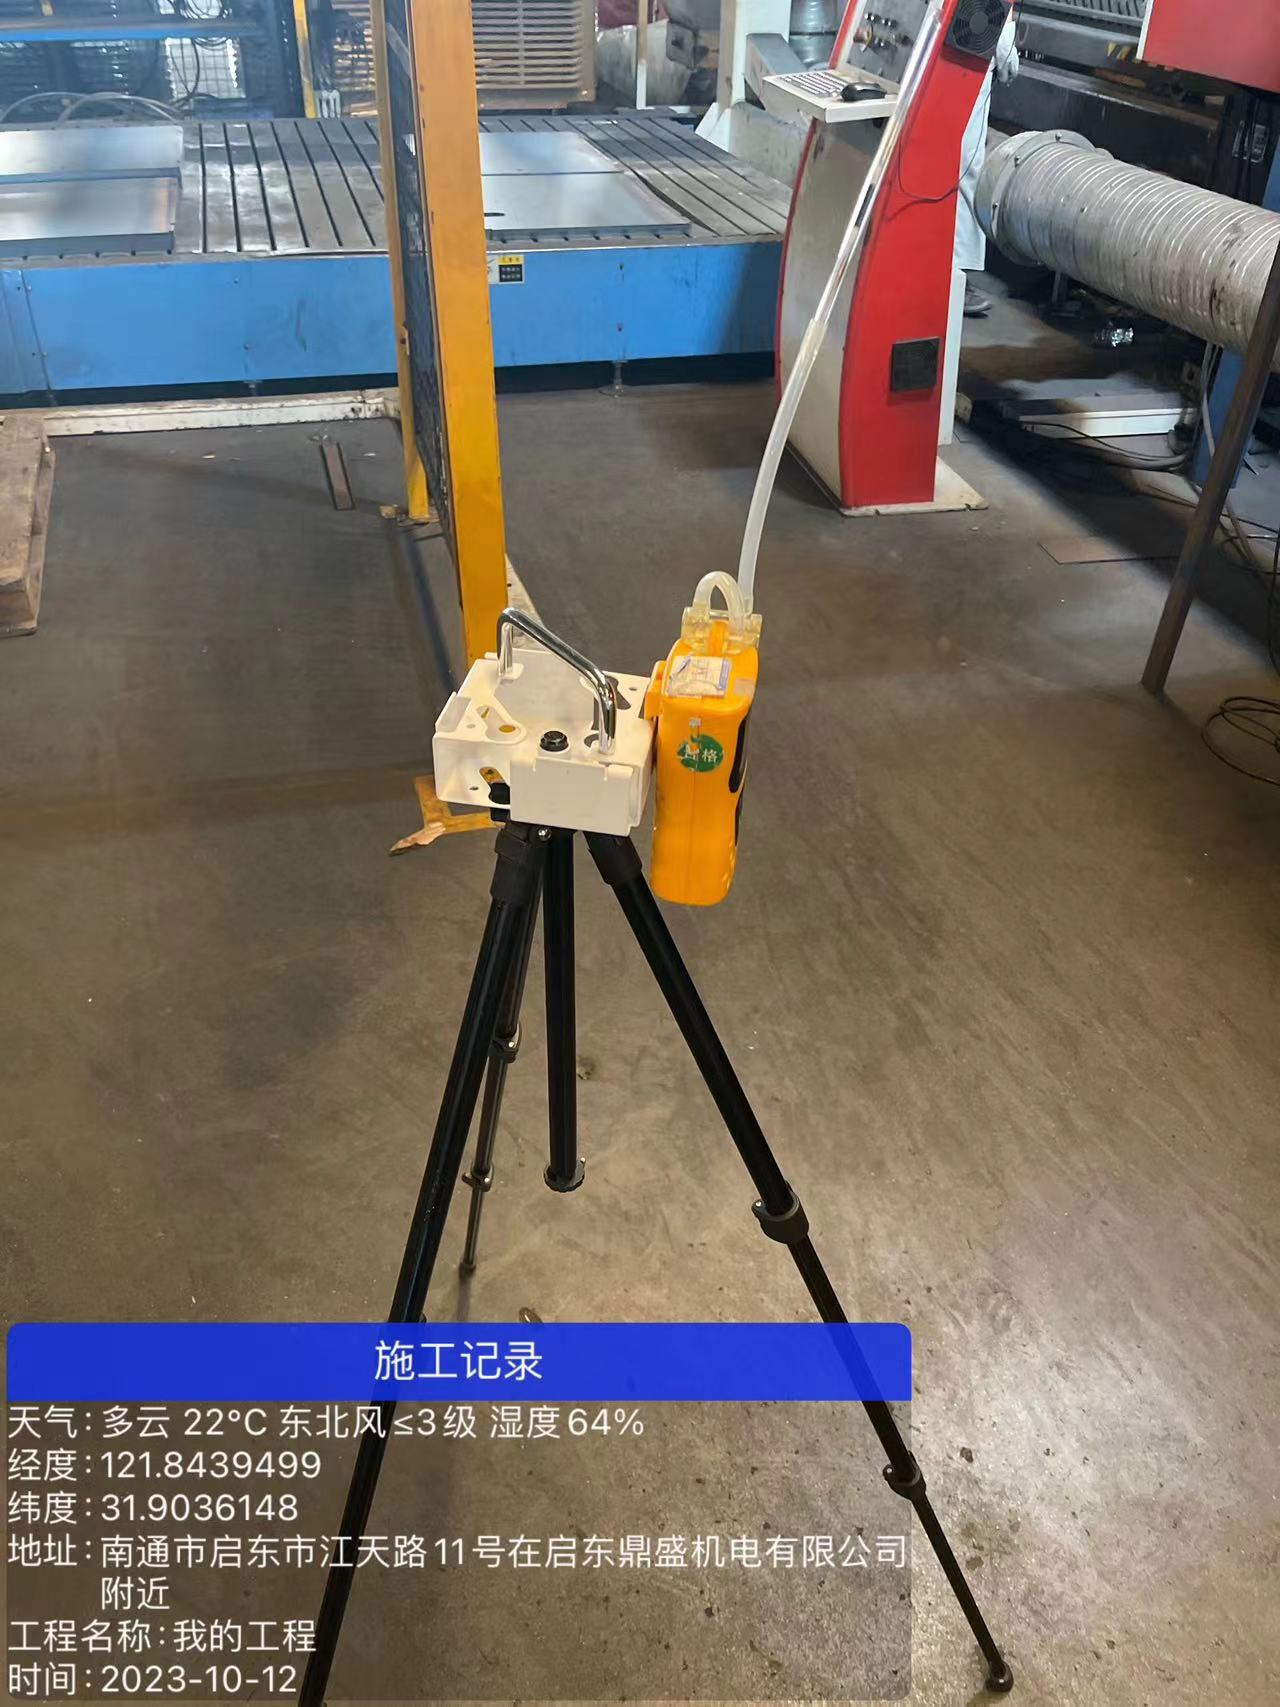 合格
施工记录
天气:多云 22°C 东北风≤3级 湿度64%
经度:121.8439499
纬度:31.9036148
地址:南通市启东市江天路11号在启东鼎盛机电有限公司
附近
工程名称:我的工程
时间:2023-10-12